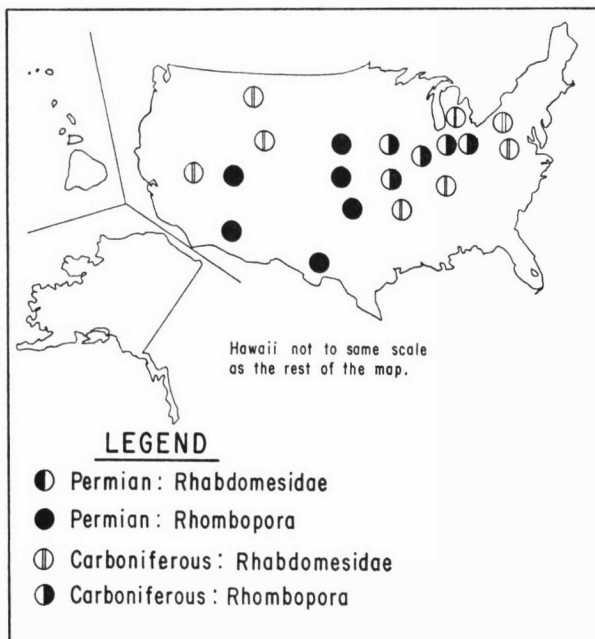 Hawaii not to same scale
as the rest of the map.
LEGEND
Permian: Rhabdomesidae
Permian: Rhombopora
Carboniferous: Rhabdomesidae
Carboniferous: Rhombopora